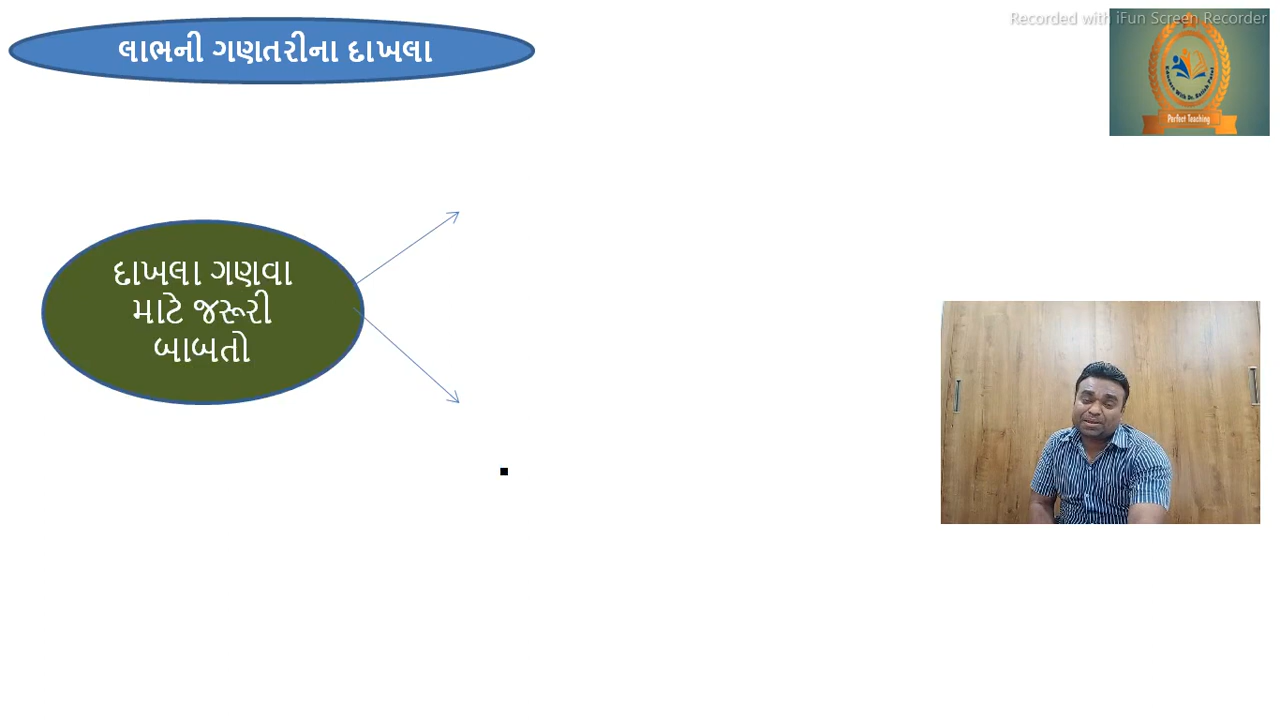 લાભની ગણતરીના દાખલા
Recorded with iFun Screen Recorder
Perfect Teaching
દાખલા ગણવા
માટે જરૂરી
બાબતો